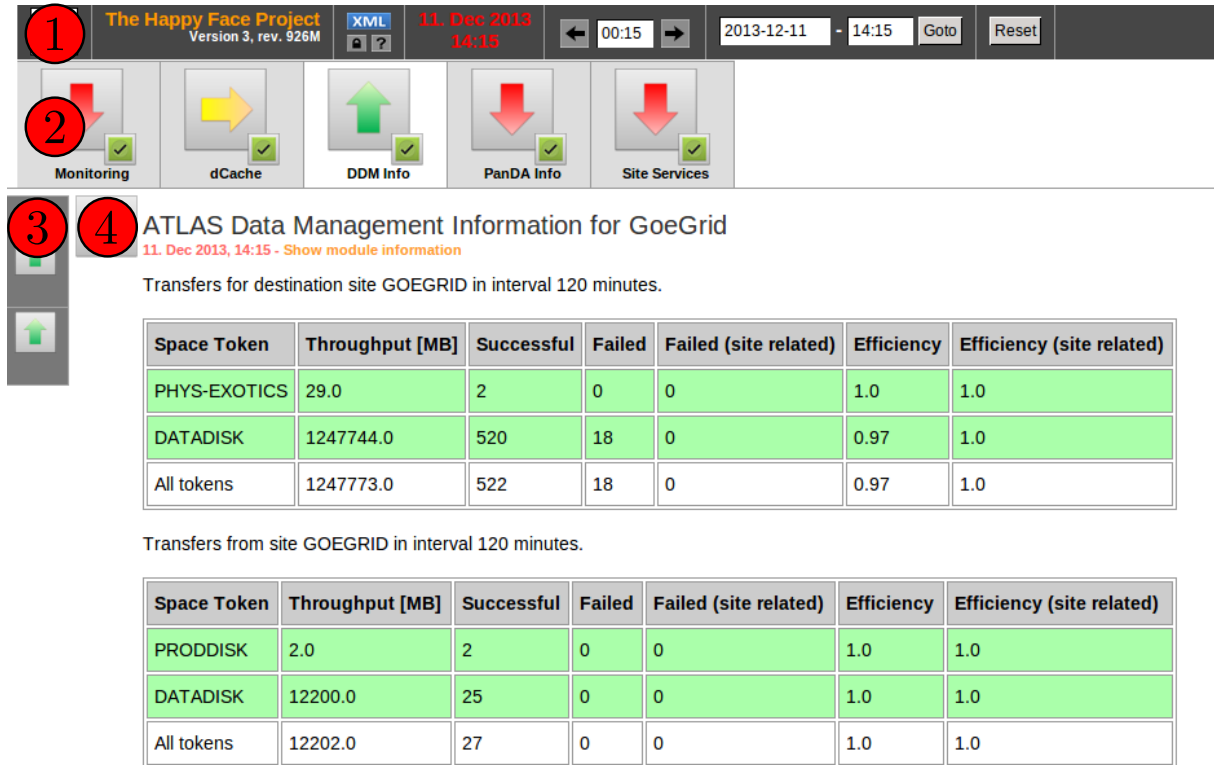 1
The Happy Face Project
Version 3, rev. 926M
XML
?
11. Dec 2013
14:15
00:15
2013-12-11 - 14:15 Goto Reset
2
Monitoring dCache DDM Info PanDA Info Site Services
3 4 ATLAS Data Management Information for GoeGrid
11. Dec 2013, 14:15 - Show module information
Transfers for destination site GOEGRID in interval 120 minutes.
Space Token Throughput [MB] Successful Failed Failed (site related) Efficiency Efficiency (site related)
PHYS-EXOTICS 29.0 2 0 0 1.0 1.0
DATADISK 1247744.0 520 18 0 0.97 1.0
All tokens 1247773.0 522 18 0 0.97 1.0
Transfers from site GOEGRID in interval 120 minutes.
Space Token Throughput [MB] Successful Failed Failed (site related) Efficiency Efficiency (site related)
PRODDISK 2.0 2 0 0 1.0 1.0
DATADISK 12200.0 25 0 0 1.0 1.0
All tokens 12202.0 27 0 0 1.0 1.0